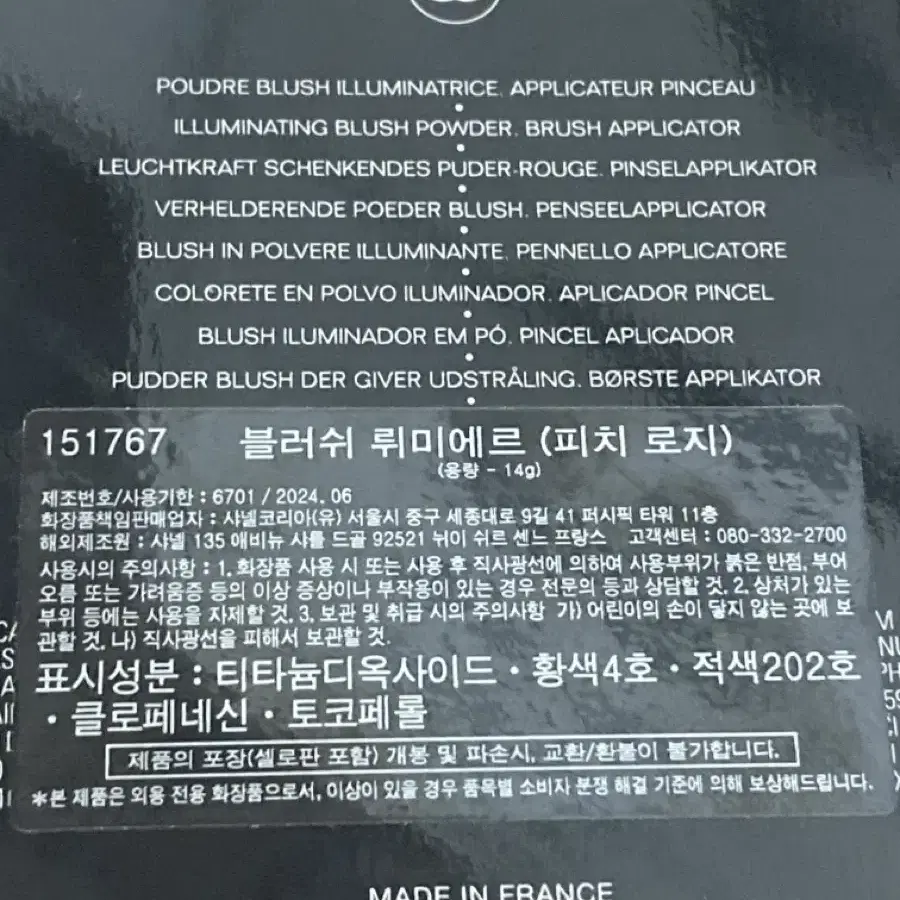 POUDRE BLUSH ILLUMINATRICE. APPLICATEUR PINCEAU
ILLUMINATING BLUSH POWDER. BRUSH APPLICATOR
LEUCHTKRAFT SCHENKENDES PUDER-ROUGE. PINSELAPPLIKATOR
VERHELDERENDE POEDER BLUSH. PENSEELAPPLICATOR
BLUSH IN POLVERE ILLUMINANTE. PENNELLO APPLICATORE
COLORETE EN POLVO ILUMINADOR. APLICADOR PINCEL
BLUSH ILUMINADOR EM PÓ. PINCEL APLICADOR
PUDDER BLUSH DER GIVER UDSTRÅLING. BØRSTE APPLIKATOR
151767 블러쉬 뤼미에르 (피치 로지)
(용량 - 14g)
제조번호/사용기한 : 6701 / 2024. 06
화장품책임판매업자 : 샤넬코리아(유) 서울시 중구 세종대로 9길 41 퍼시픽 타워 11층
해외제조원 : 샤넬 135 애비뉴 샤를 드골 92521 뉘이 쉬르 센느 프랑스 고객센터 : 080-332-2700
사용시의 주의사항 : 1. 화장품 사용 시 또는 사용 후 직사광선에 의하여 사용부위가 붉은 반점, 부어
오름 또는 가려움증 등의 이상 증상이나 부작용이 있는 경우 전문의 등과 상담할 것. 2. 상처가 있는
부위 등에는 사용을 자제할 것. 3. 보관 및 취급 시의 주의사항 가) 어린이의 손이 닿지 않는 곳에 보
관할 것. 나) 직사광선을 피해서 보관할 것.
표시성분 : 티타늄디옥사이드 · 황색4호 · 적색202호
· 클로페네신 · 토코페롤
제품의 포장(셀로판 포함) 개봉 및 파손시, 교환/환불이 불가합니다.
*본 제품은 외용 전용 화장품으로서, 이상이 있을 경우 품목별 소비자 분쟁 해결 기준에 의해 보상해드립니다.
MADE IN FRANCE